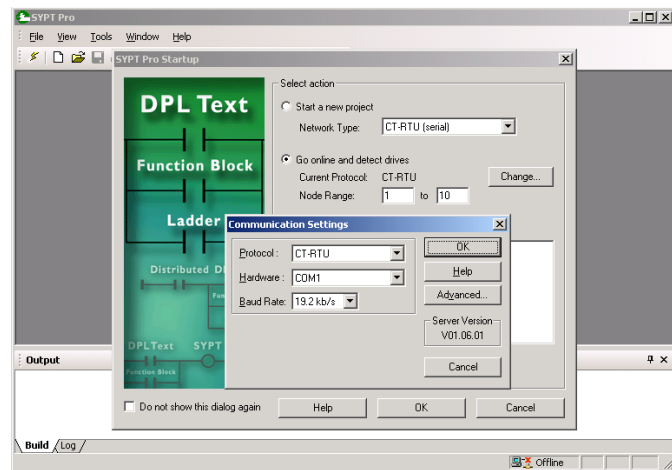 SYPT Pro
File View Tools Window Help
SYPT Pro Startup
DPL Text
Function Block
Ladder
Distributed D
Fun
DPLText SYPT
Function Block
Select action
Start a new project
Network Type: CT-RTU (serial)
Go online and detect drives
Current Protocol: CT-RTU
Change...
Node Range: 1 to 10
Communication Settings
Protocol : CT-RTU
Hardware : COM1
Baud Rate: 19.2 kb/s
OK
Help
Advanced...
Server Version
V01.06.01
Cancel
Do not show this dialog again
Help
OK
Cancel
Output
Build Log
Offline